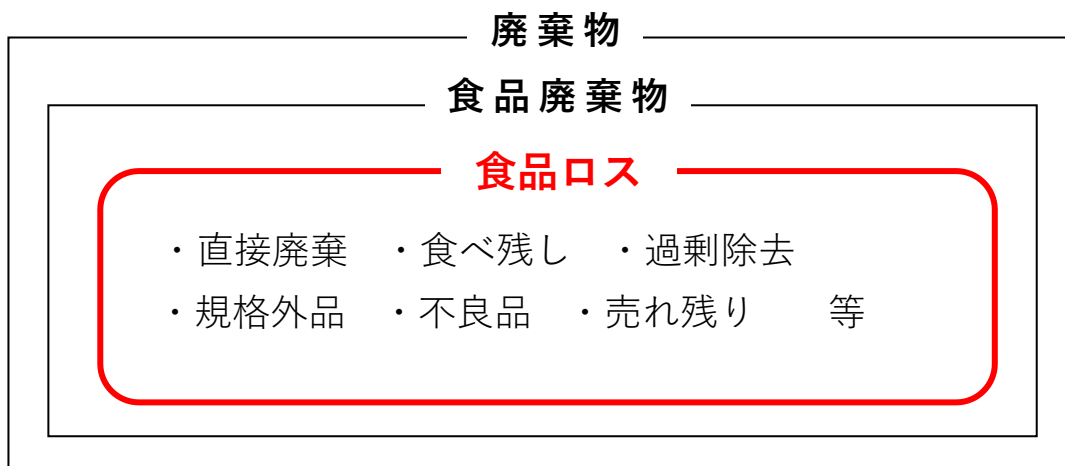 廃棄物
食品廃棄物
食品ロス
・直接廃棄　・食べ残し　・過剰除去
・規格外品　・不良品　・売れ残り　　等